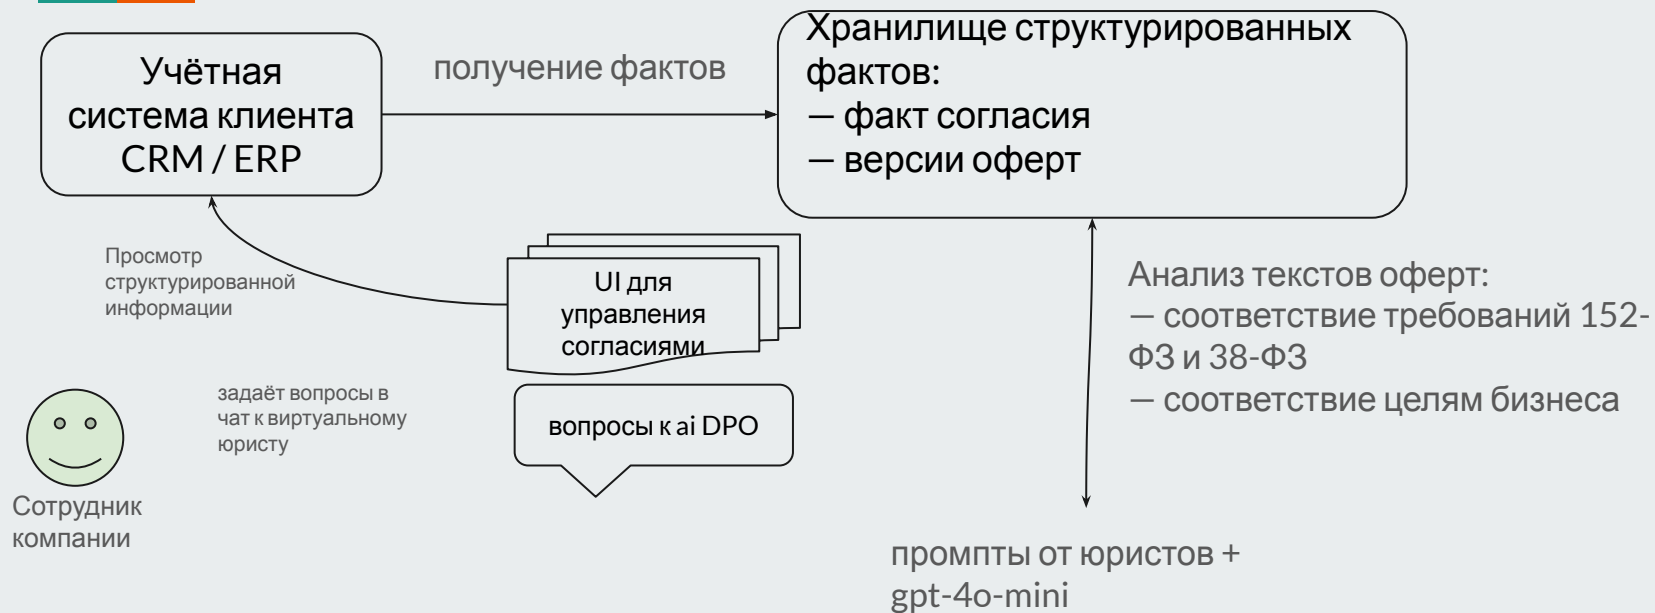 Учётная
система клиента
CRM / ERP
получение фактов
Хранилище структурированных
фактов:
— факт согласия
— версии оферт
Просмотр
структурированной
информации
UI для
управления
согласиями
Анализ текстов оферт:
— соответствие требований 152-
ФЗ и 38-ФЗ
— соответствие целям бизнеса
задаёт вопросы в
чат к виртуальному
юристу
вопросы к ai DPO
Сотрудник
компании
промпты от юристов +
gpt-4o-mini